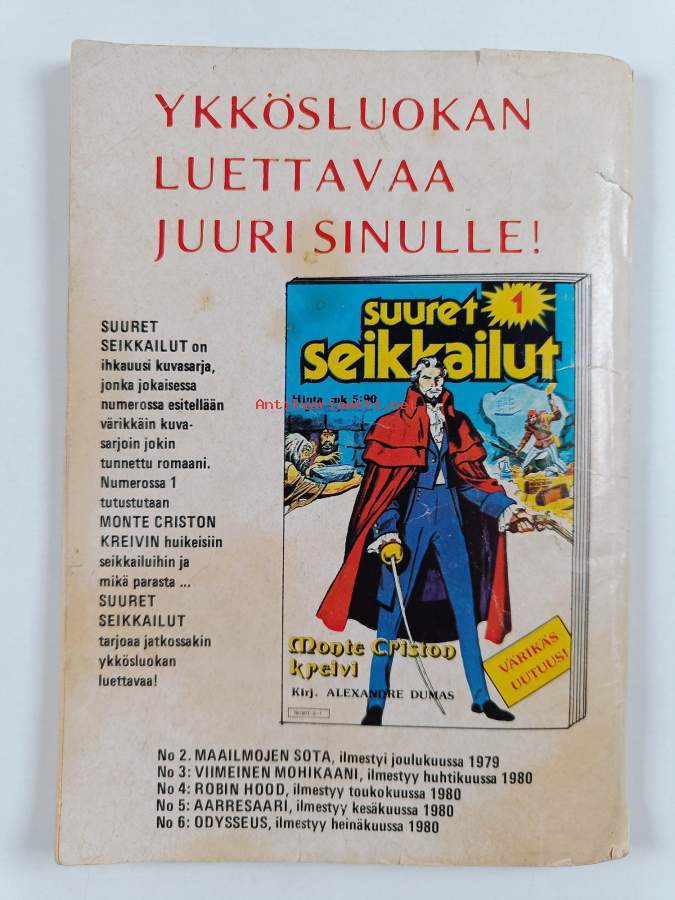 YKKÖSLUOKAN
LUETTAVAA
JUURI SINULLE!
SUURET
SEIKKAILUT on
ihkauusi kuvasarja,
jonka jokaisessa
numerossa esitellään
värikkäin kuva-
sarjoin jokin
tunnettu romaani.
Numerossa 1
tutustutaan
MONTE CRISTON
KREIVIN huikeisiin
seikkailuihin ja
mikä parasta ...
SUURET
SEIKKAILUT
tarjoaa jatkossakin
ykkösluokan
luettavaa!
suuret 1
seikkailut
Hinta mk 5:90
Antikvariaatti.net
Monte Criston
kreivi
Kirj. ALEXANDRE DUMAS
VÄRIKÄS
UUTUUS!
No 2. MAAILMOJEN SOTA, ilmestyi joulukuussa 1979
No 3: VIIMEINEN MOHIKAANI, ilmestyy huhtikuussa 1980
No 4: ROBIN HOOD, ilmestyy toukokuussa 1980
No 5: AARRESAARI, ilmestyy kesäkuussa 1980
No 6: ODYSSEUS, ilmestyy heinäkuussa 1980